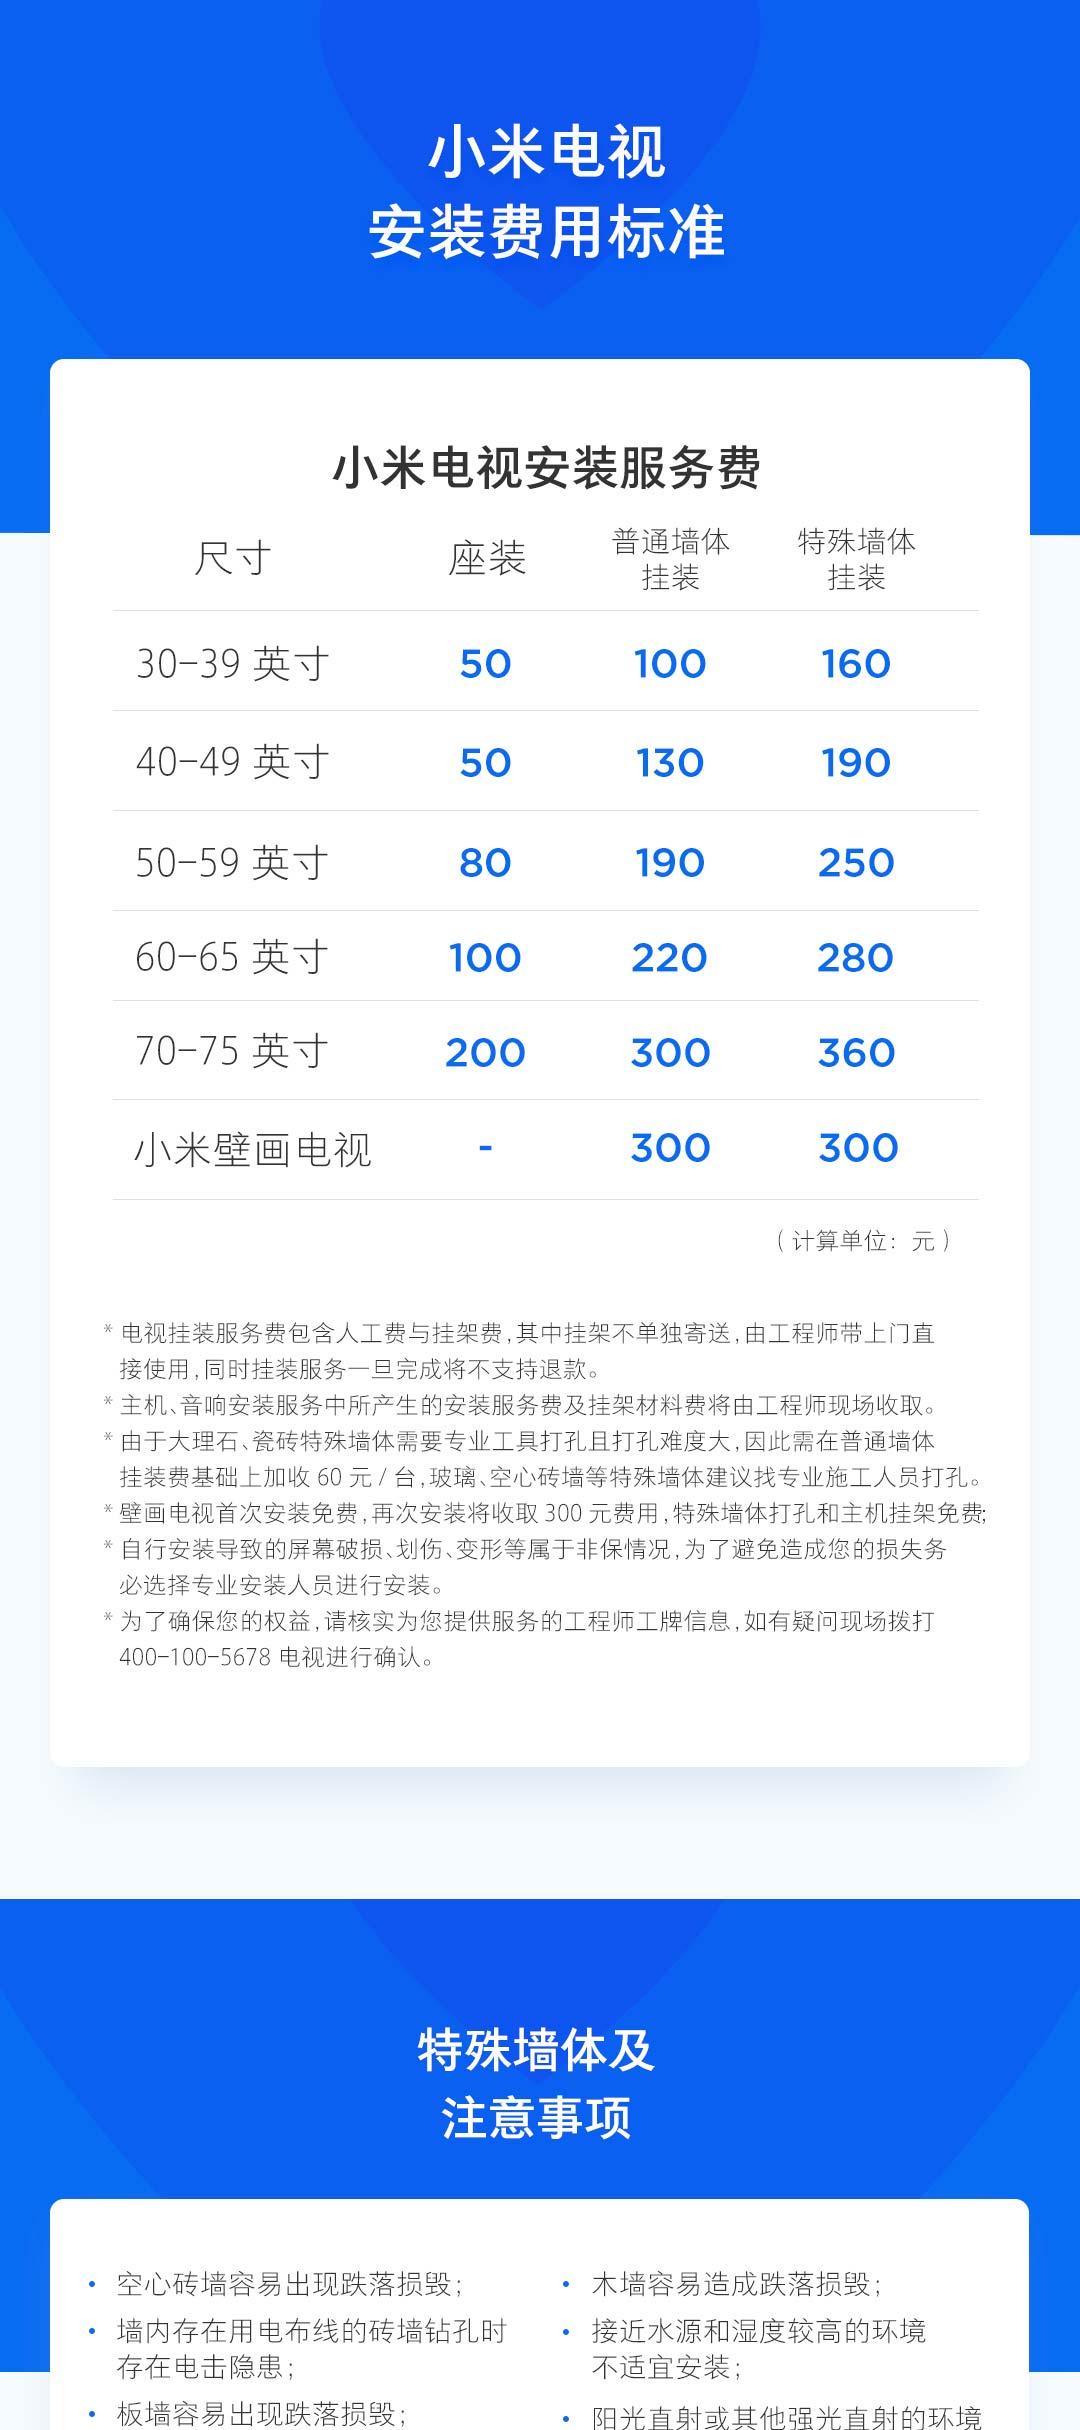 小米电视
安装费用标准
小米电视安装服务费
尺寸 座装 普通墙体挂装 特殊墙体挂装
30-39 英寸 50 100 160
40-49 英寸 50 130 190
50-59 英寸 80 190 250
60-65 英寸 100 220 280
70-75 英寸 200 300 360
小米壁画电视 - 300 300
（计算单位：元）
* 电视挂装服务费包含人工费与挂架费，其中挂架不单独寄送，由工程师带上门直
接使用，同时挂装服务一旦完成将不支持退款。
* 主机、音响安装服务中所产生的安装服务费及挂架材料费将由工程师现场收取。
* 由于大理石、瓷砖特殊墙体需要专业工具打孔且打孔难度大，因此需在普通墙体
挂装费基础上加收 60 元 / 台，玻璃、空心砖墙等特殊墙体建议找专业施工人员打孔。
* 壁画电视首次安装免费，再次安装将收取 300 元费用，特殊墙体打孔和主机挂架免费；
* 自行安装导致的屏幕破损、划伤、变形等属于非保情况，为了避免造成您的损失务
必选择专业安装人员进行安装。
* 为了确保您的权益，请核实为您提供服务的工程师工牌信息，如有疑问现场拨打
400-100-5678 电视进行确认。
特殊墙体及
注意事项
• 空心砖墙容易出现跌落损毁；
• 墙内存在用电布线的砖墙钻孔时
存在电击隐患；
• 板墙容易出现跌落损毁；
• 木墙容易造成跌落损毁；
• 接近水源和湿度较高的环境
不适宜安装；
• 阳光直射或其他强光直射的环境